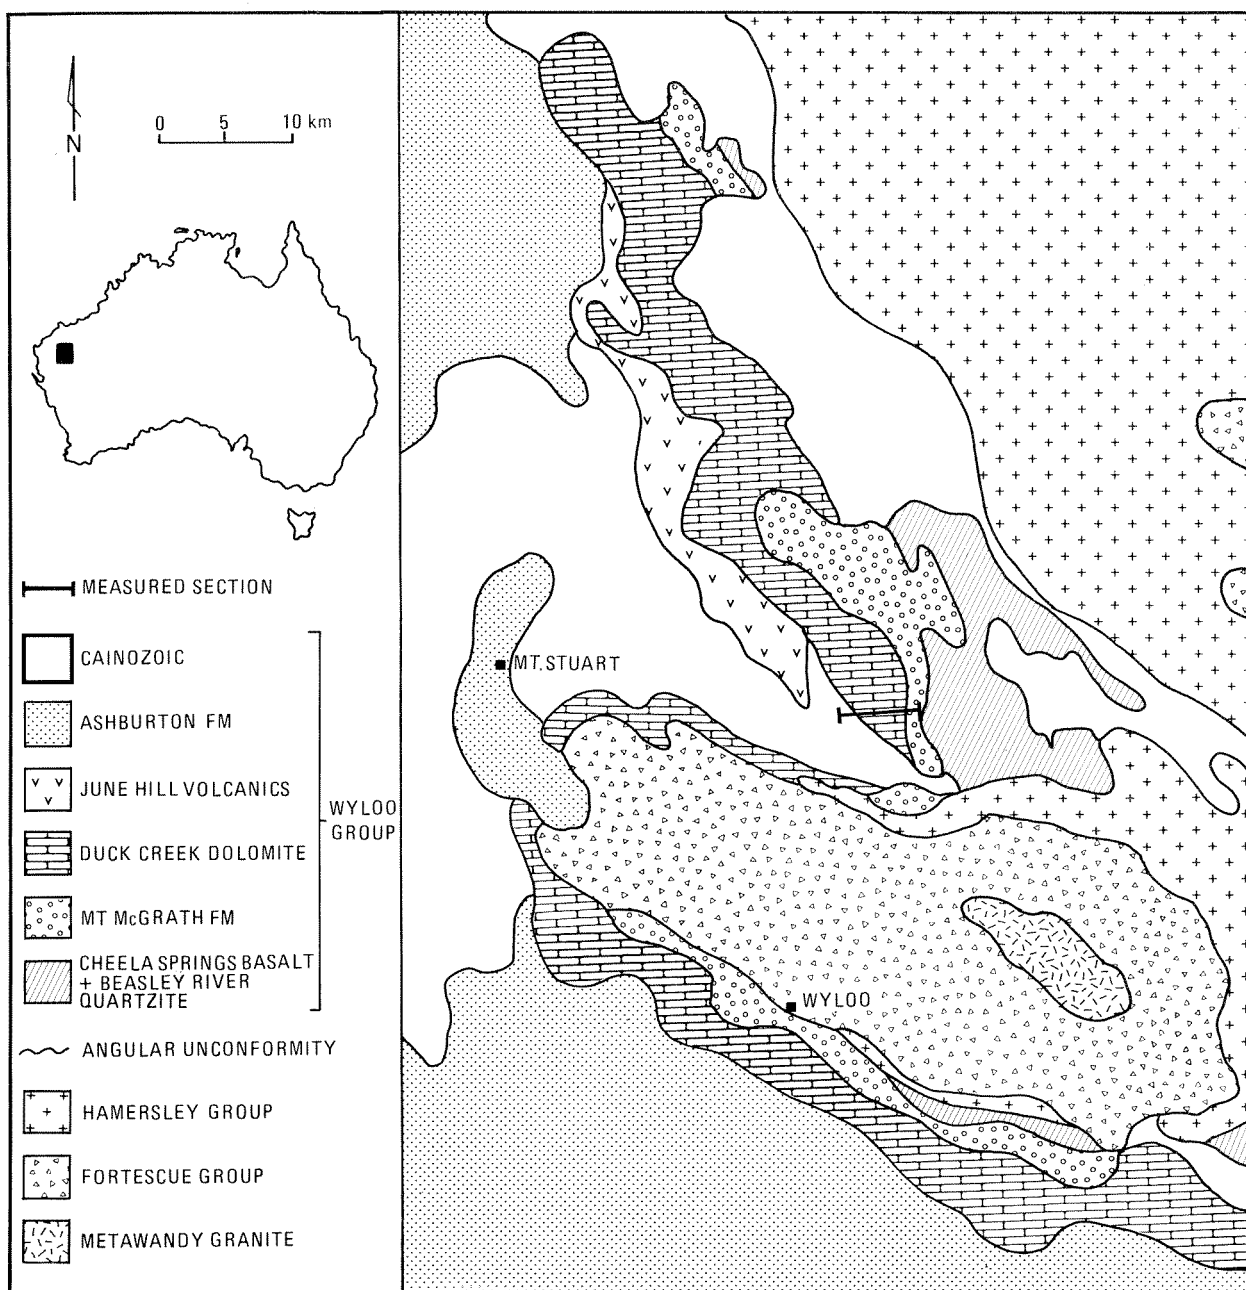 N
0 5 10 km
MEASURED SECTION
CAINOZOIC
ASHBURTON FM
JUNE HILL VOLCANICS
DUCK CREEK DOLOMITE
MT McGRATH FM
CHEELA SPRINGS BASALT
+ BEASLEY RIVER
QUARTZITE
WYLOO
GROUP
ANGULAR UNCONFORMITY
HAMERSLEY GROUP
FORTESCUE GROUP
METAWANDY GRANITE
MT. STUART
WYLOO